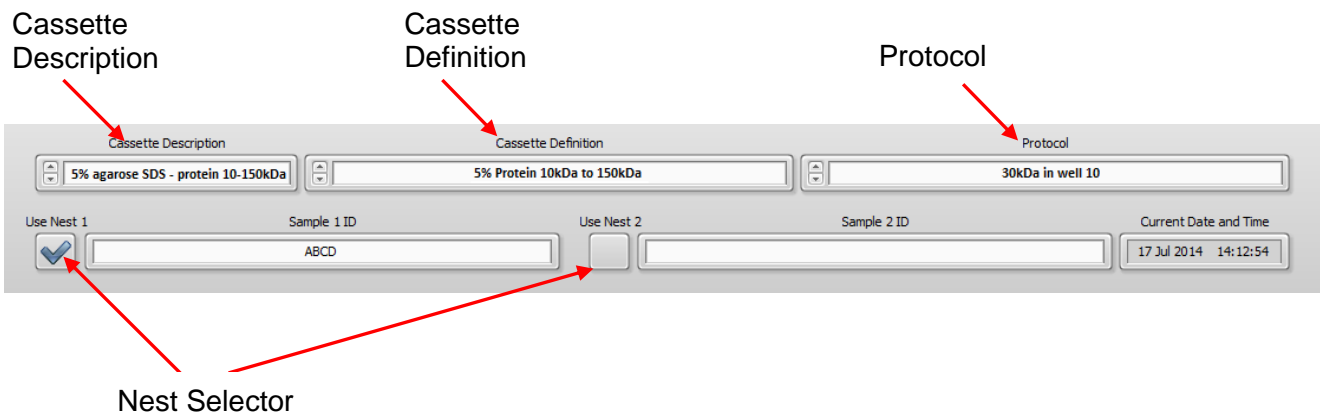 Cassette
Description
Cassette
Definition
Protocol
Cassette Description
Cassette Definition
Protocol
5% agarose SDS - protein 10-150kDa
5% Protein 10kDa to 150kDa
30kDa in well 10
Use Nest 1
Sample 1 ID
Use Nest 2
Sample 2 ID
Current Date and Time
ABCD
17 Jul 2014 14:12:54
Nest Selector